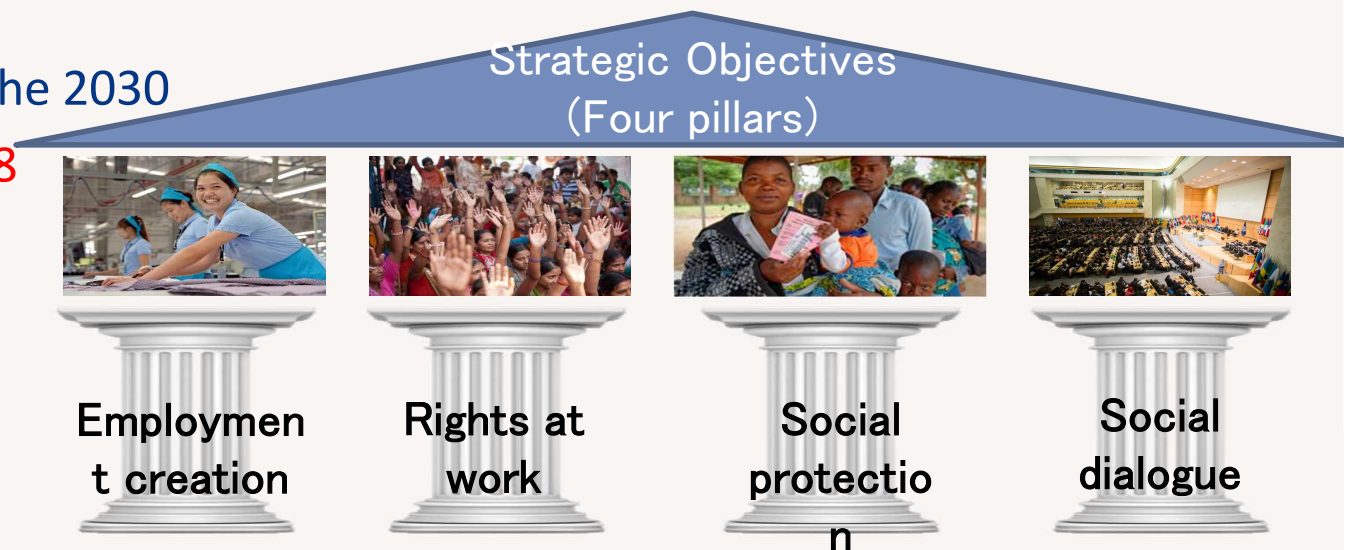 Strategic Objectives
(Four pillars)
he 2030
8
Employmen
t creation
Rights at
work
Social
protectio
n
Social
dialogue